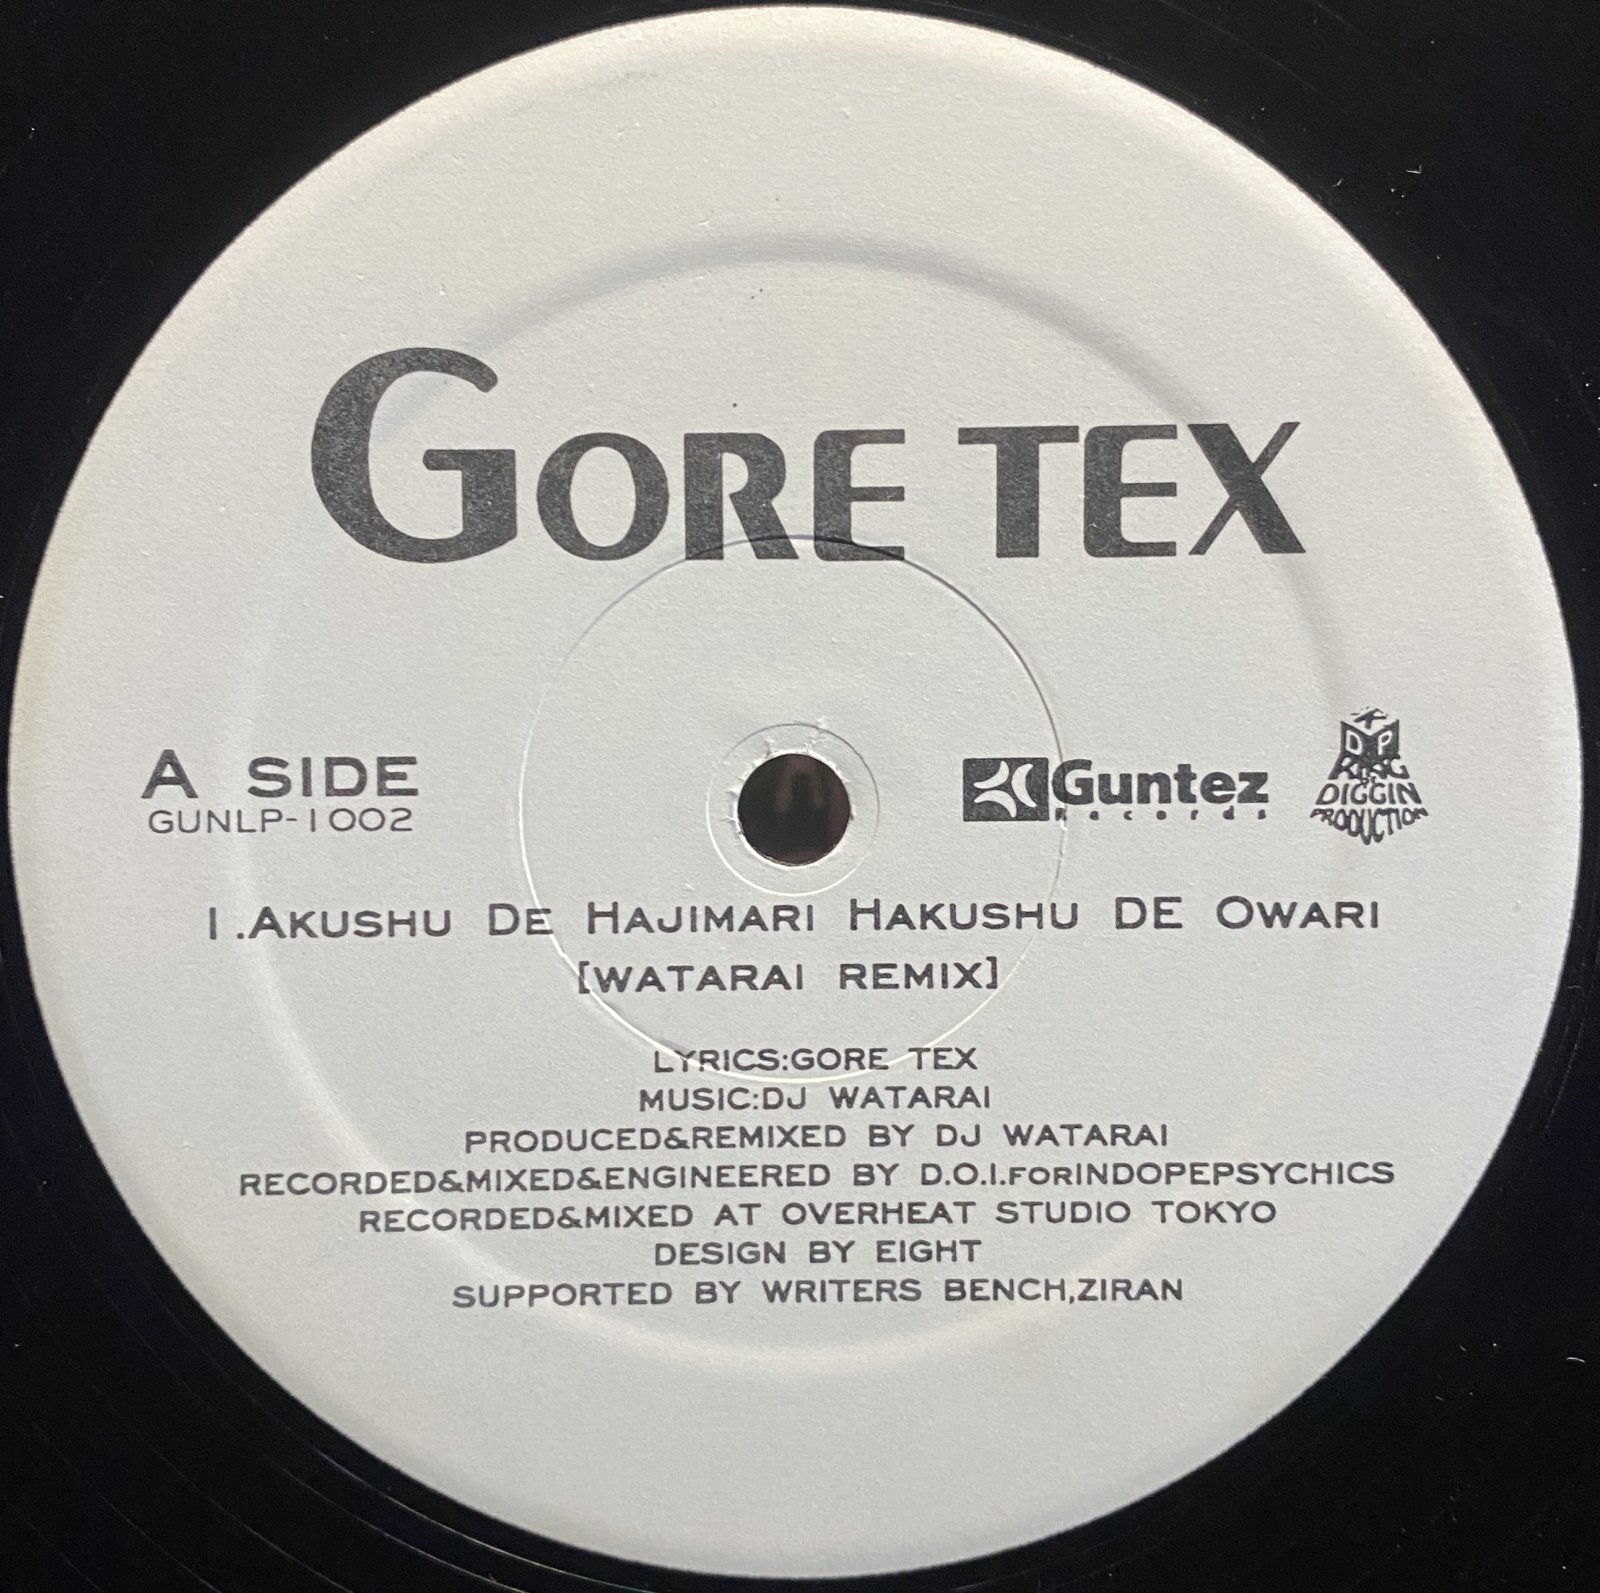 GORE TEX
A SIDE
GUNLP-1002
Guntez
Records
K
D P
KING
OF
DIGGIN
PRODUCTION
1.AKUSHU DE HAJIMARI HAKUSHU DE OWARI
[WATARAI REMIX]
LYRICS:GORE TEX
MUSIC:DJ WATARAI
PRODUCED&REMIXED BY DJ WATARAI
RECORDED&MIXED&ENGINEERED BY D.O.I.FORINDOPEPSYCHICS
RECORDED&MIXED AT OVERHEAT STUDIO TOKYO
DESIGN BY EIGHT
SUPPORTED BY WRITERS BENCH,ZIRAN